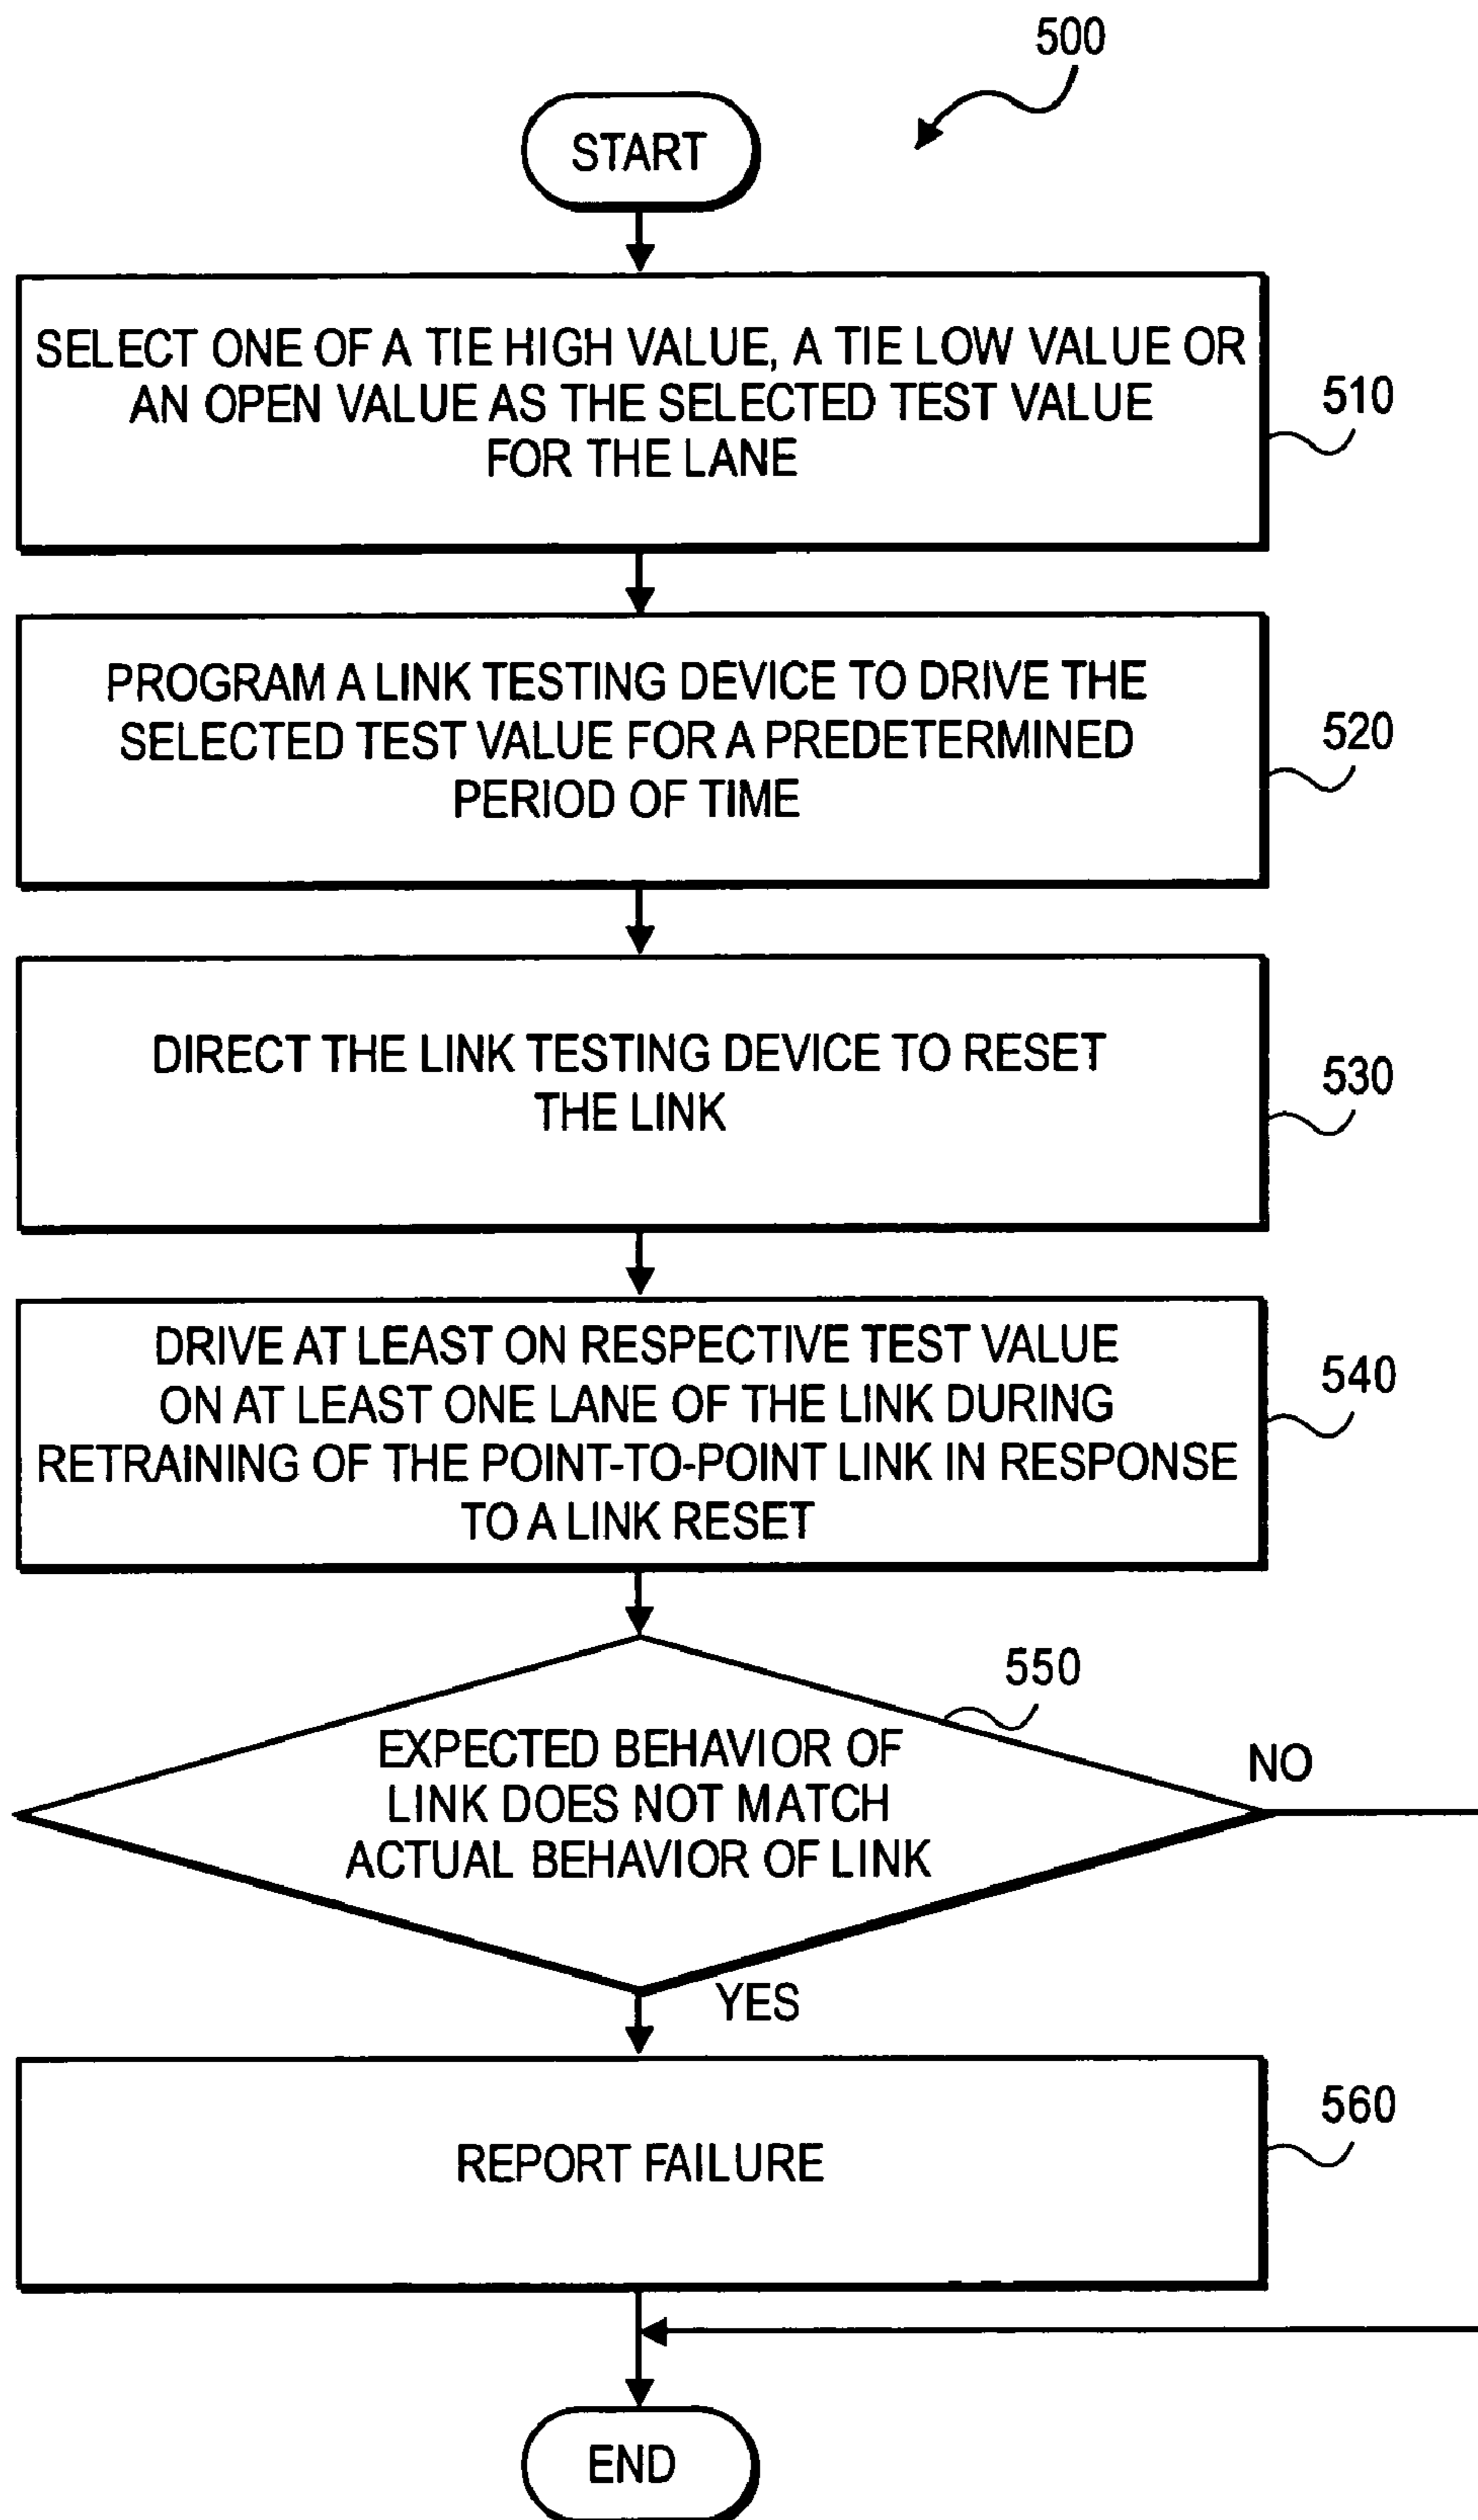 500
START
SELECT ONE OF A TIE HIGH VALUE, A TIE LOW VALUE OR
AN OPEN VALUE AS THE SELECTED TEST VALUE
FOR THE LANE
510
PROGRAM A LINK TESTING DEVICE TO DRIVE THE
SELECTED TEST VALUE FOR A PREDETERMINED
PERIOD OF TIME
520
DIRECT THE LINK TESTING DEVICE TO RESET
THE LINK
530
DRIVE AT LEAST ON RESPECTIVE TEST VALUE
ON AT LEAST ONE LANE OF THE LINK DURING
RETRAINING OF THE POINT-TO-POINT LINK IN RESPONSE
TO A LINK RESET
540
550
EXPECTED BEHAVIOR OF
LINK DOES NOT MATCH
ACTUAL BEHAVIOR OF LINK
NO
YES
REPORT FAILURE
560
END